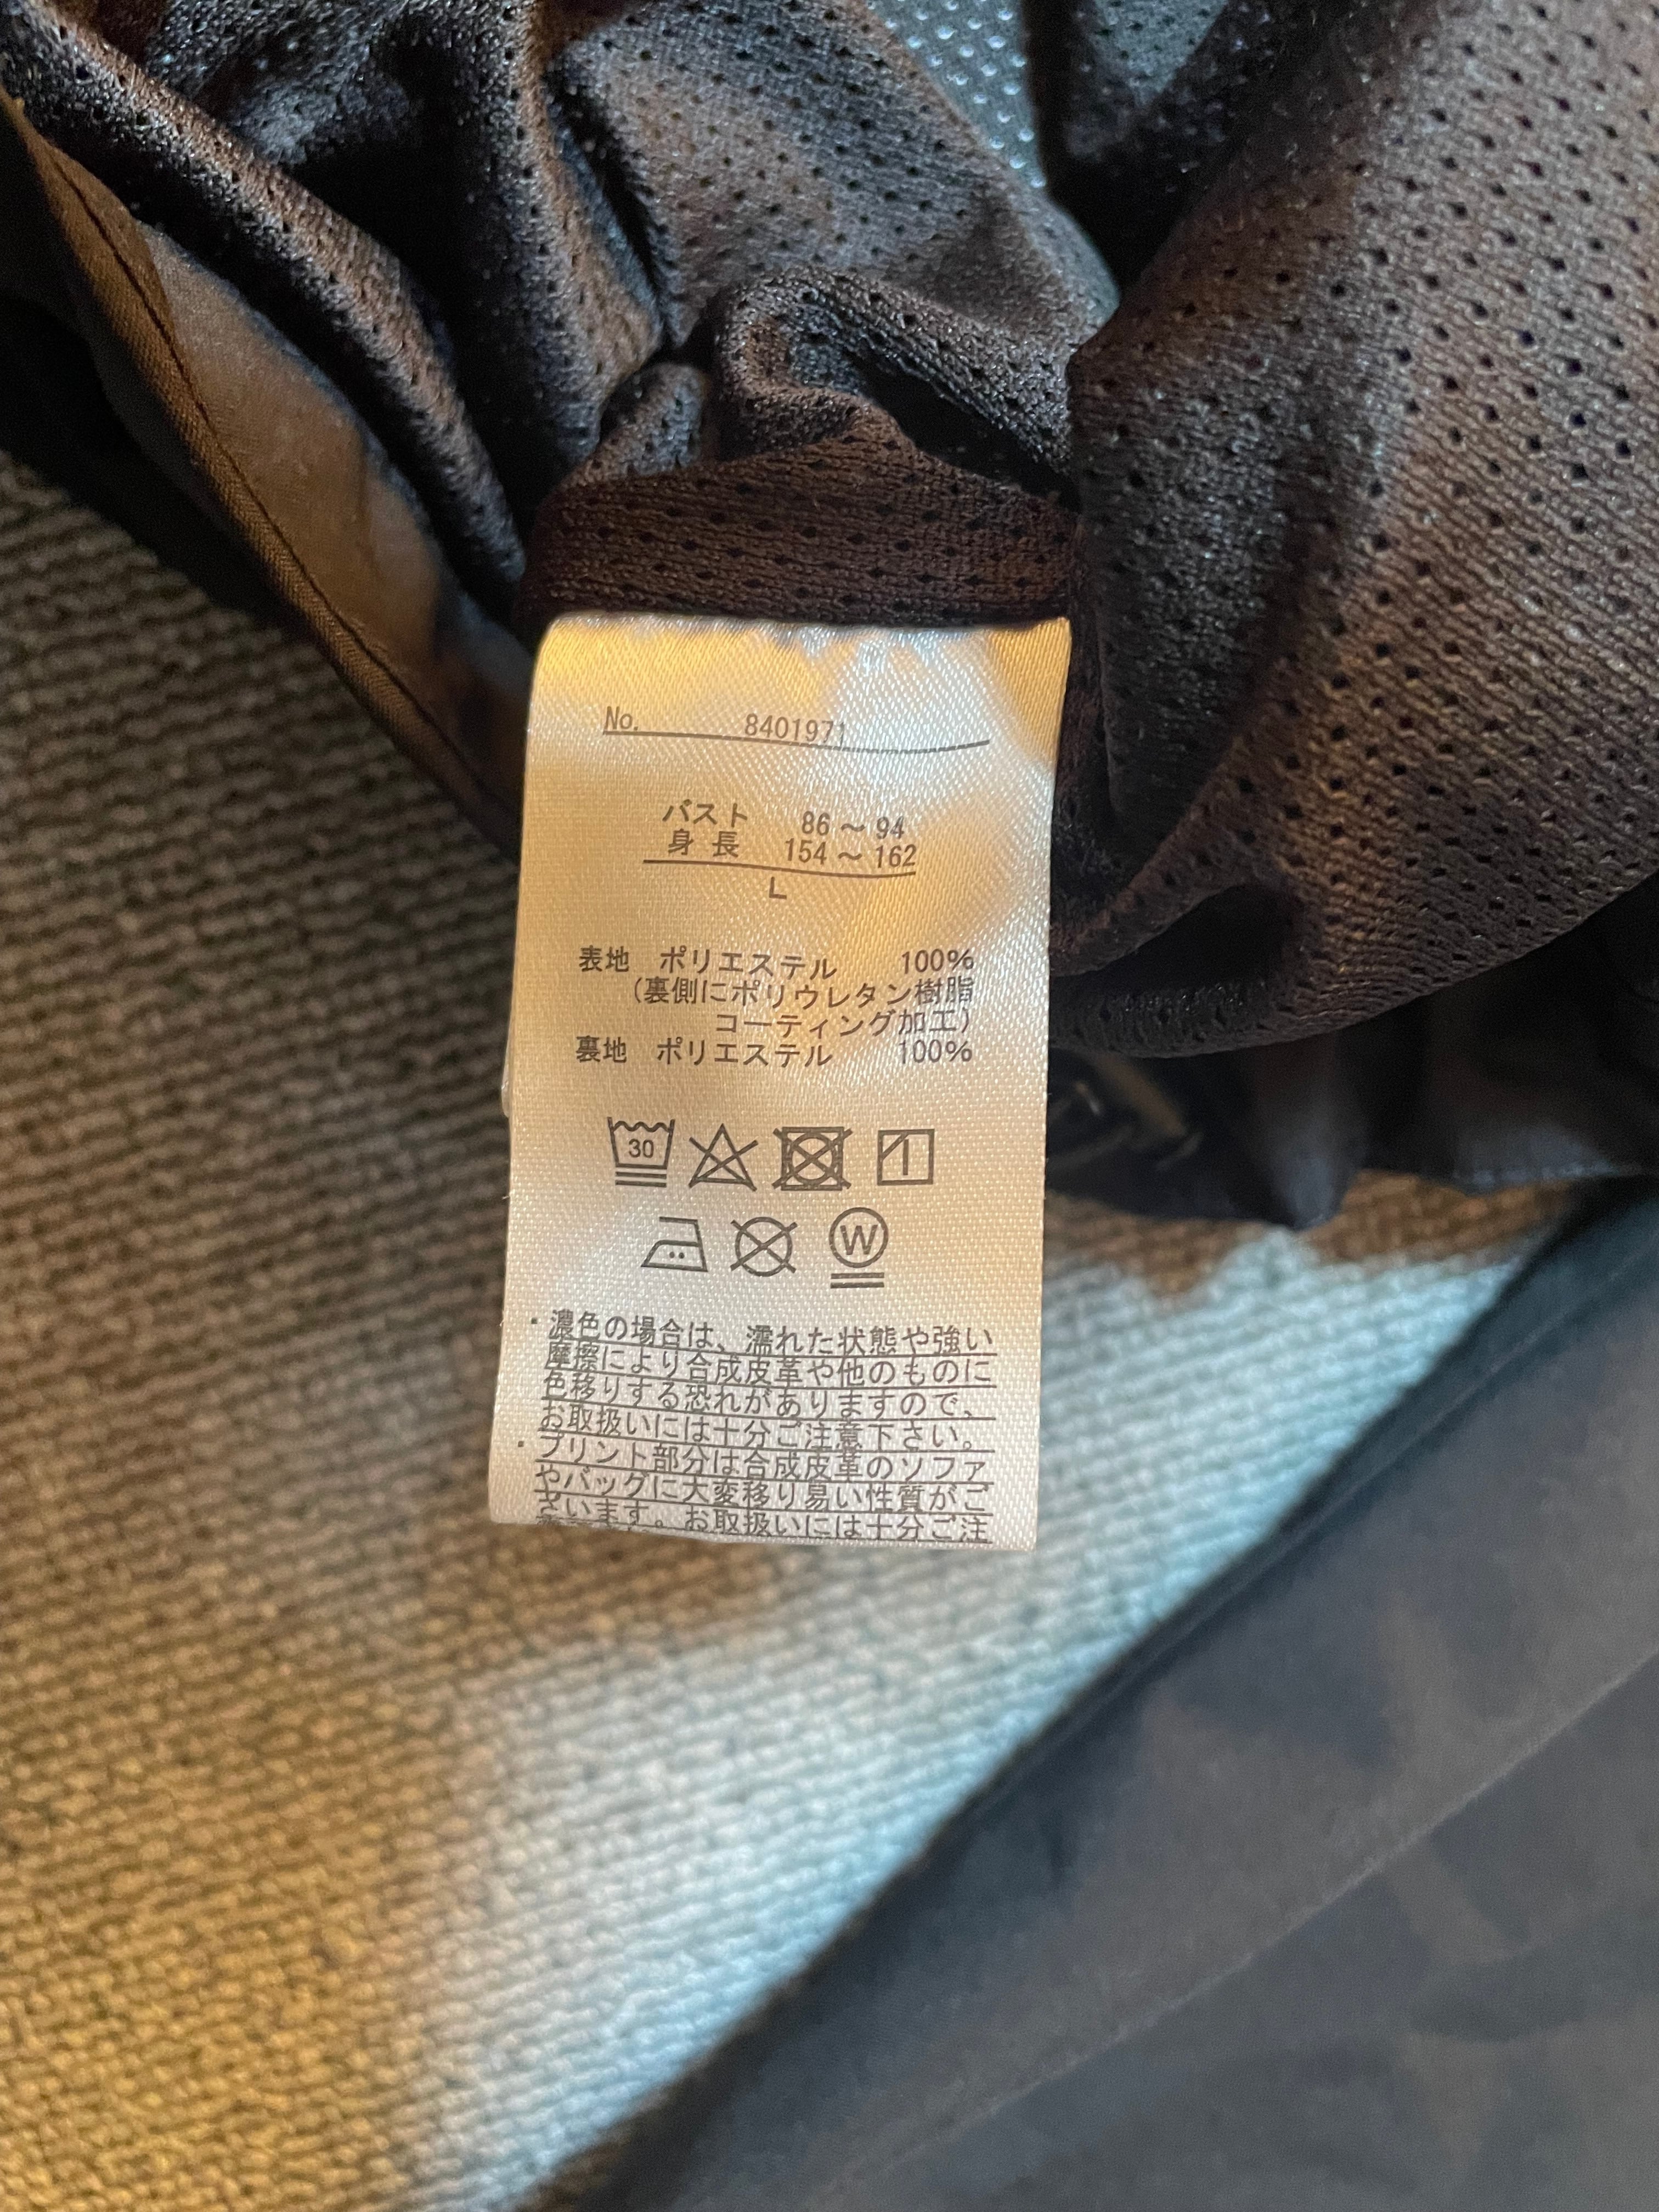 No. 8401971
バスト 86～94
身長 154～162
L
表地 ポリエステル 100%
(裏側にポリウレタン樹脂
コーティング加工)
裏地 ポリエステル 100%
30
W
・濃色の場合は、濡れた状態や強い
摩擦により合成皮革や他のものに
色移りする恐れがありますので、
お取扱いには十分ご注意下さい。
・プリント部分は合成皮革のソファ
やバッグに大変移り易い性質がご
ざいます。お取扱いには十分ご注